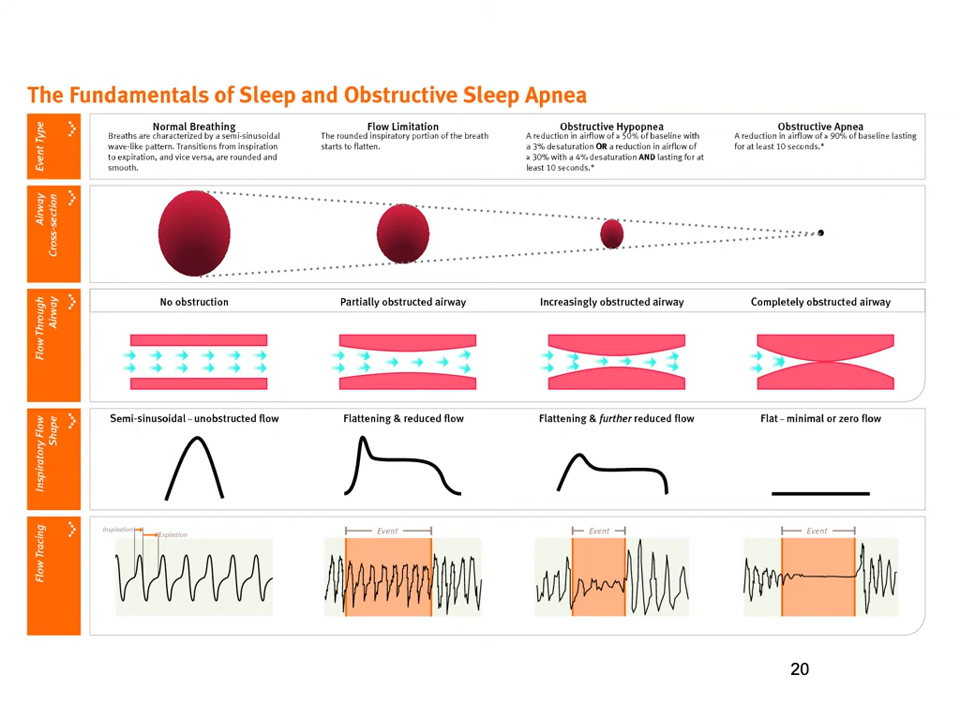 The Fundamentals of Sleep and Obstructive Sleep Apnea
Event Type
Normal Breathing
Breaths are characterized by a semi-sinusoidal
wave-like pattern. Transitions from inspiration
to expiration, and vice versa, are rounded and
smooth.
Flow Limitation
The rounded inspiratory portion of the breath
starts to flatten.
Obstructive Hypopnea
A reduction in airflow of ≥ 50% of baseline with
a 3% desaturation OR a reduction in airflow of
≥ 30% with a 4% desaturation AND lasting for at
least 10 seconds.*
Obstructive Apnea
A reduction in airflow of ≥ 90% of baseline lasting
for at least 10 seconds.*
Airway
Cross-section
Flow Through
Airway
No obstruction
Partially obstructed airway
Increasingly obstructed airway
Completely obstructed airway
Inspiratory Flow
Shape
Semi-sinusoidal – unobstructed flow
Flattening & reduced flow
Flattening & further reduced flow
Flat – minimal or zero flow
Flow Tracing
Inspiration
Expiration
Event
Event
Event
20